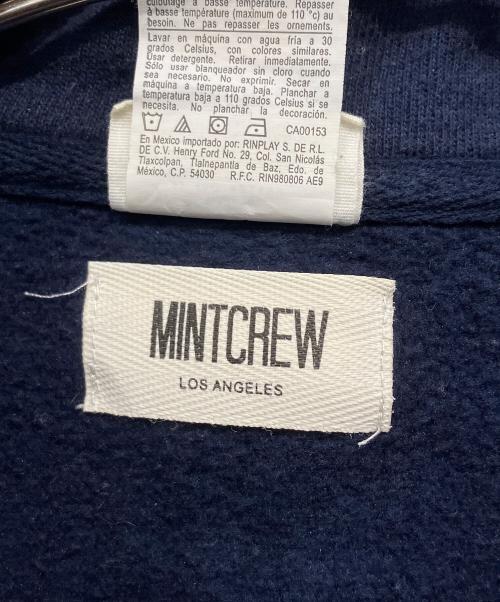 culbutage à basse température. Repasser
à basse température (maximum de 110 °c) au
besoin. Ne pas repasser les ornements.
Lavar en máquina con agua fría a 30
grados Celsius, con colores similares.
Usar detergente. Retirar inmediatamente.
Sólo usar blanqueador sin cloro cuando
sea necesario. No exprimir. Secar en
máquina a temperatura baja. Planchar a
temperatura baja a 110 grados Celsius si se
necesita. No planchar la decoración.
CA00153
En Mexico importado por: RINPLAY S. DE R.L.
DE C.V. Henry Ford No. 29, Col. San Nicolás
Tlaxcolpan, Tlalnepantla de Baz, Edo. de
México, C.P. 54030 R.F.C. RIN980806 AE9
MINTCREW
LOS ANGELES